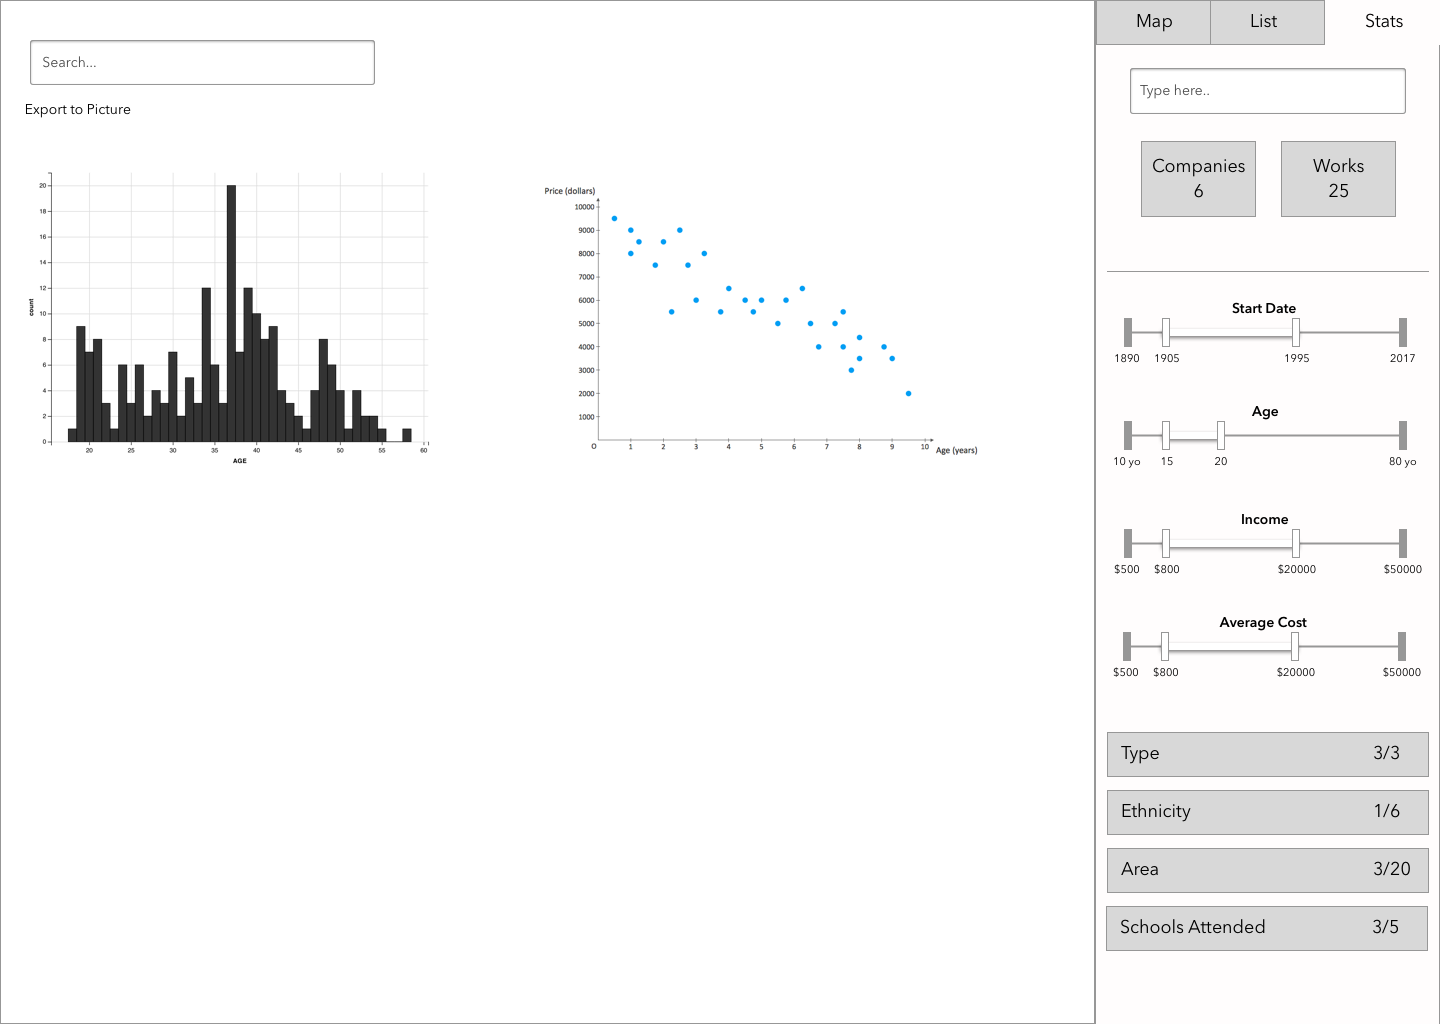 Search...
Export to Picture
20
18
16
14
12
10
8
6
4
2
0
count
20 25 30 35 40 45 50 55 60
AGE
Price (dollars)
10000
9000
8000
7000
6000
5000
4000
3000
2000
1000
O 1 2 3 4 5 6 7 8 9 10 Age (years)
Map List Stats
Type here..
Companies
6
Works
25
Start Date
1890 1905 1995 2017
Age
10 yo 15 20 80 yo
Income
$500 $800 $20000 $50000
Average Cost
$500 $800 $20000 $50000
Type 3/3
Ethnicity 1/6
Area 3/20
Schools Attended 3/5